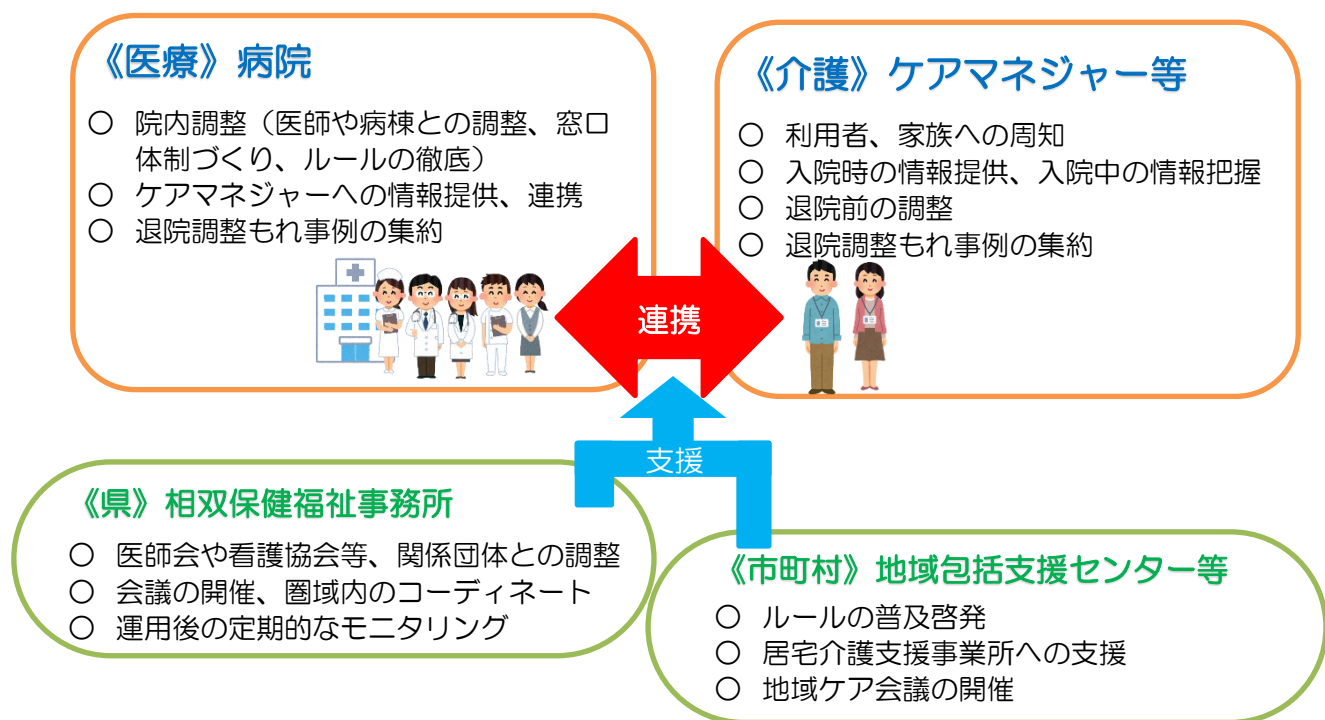 《医療》病院
○ 院内調整（医師や病棟との調整、窓口
体制づくり、ルールの徹底）
○ ケアマネジャーへの情報提供、連携
○ 退院調整もれ事例の集約
《介護》ケアマネジャー等
○ 利用者、家族への周知
○ 入院時の情報提供、入院中の情報把握
○ 退院前の調整
○ 退院調整もれ事例の集約
連携
支援
《県》相双保健福祉事務所
○ 医師会や看護協会等、関係団体との調整
○ 会議の開催、圏域内のコーディネート
○ 運用後の定期的なモニタリング
《市町村》地域包括支援センター等
○ ルールの普及啓発
○ 居宅介護支援事業所への支援
○ 地域ケア会議の開催